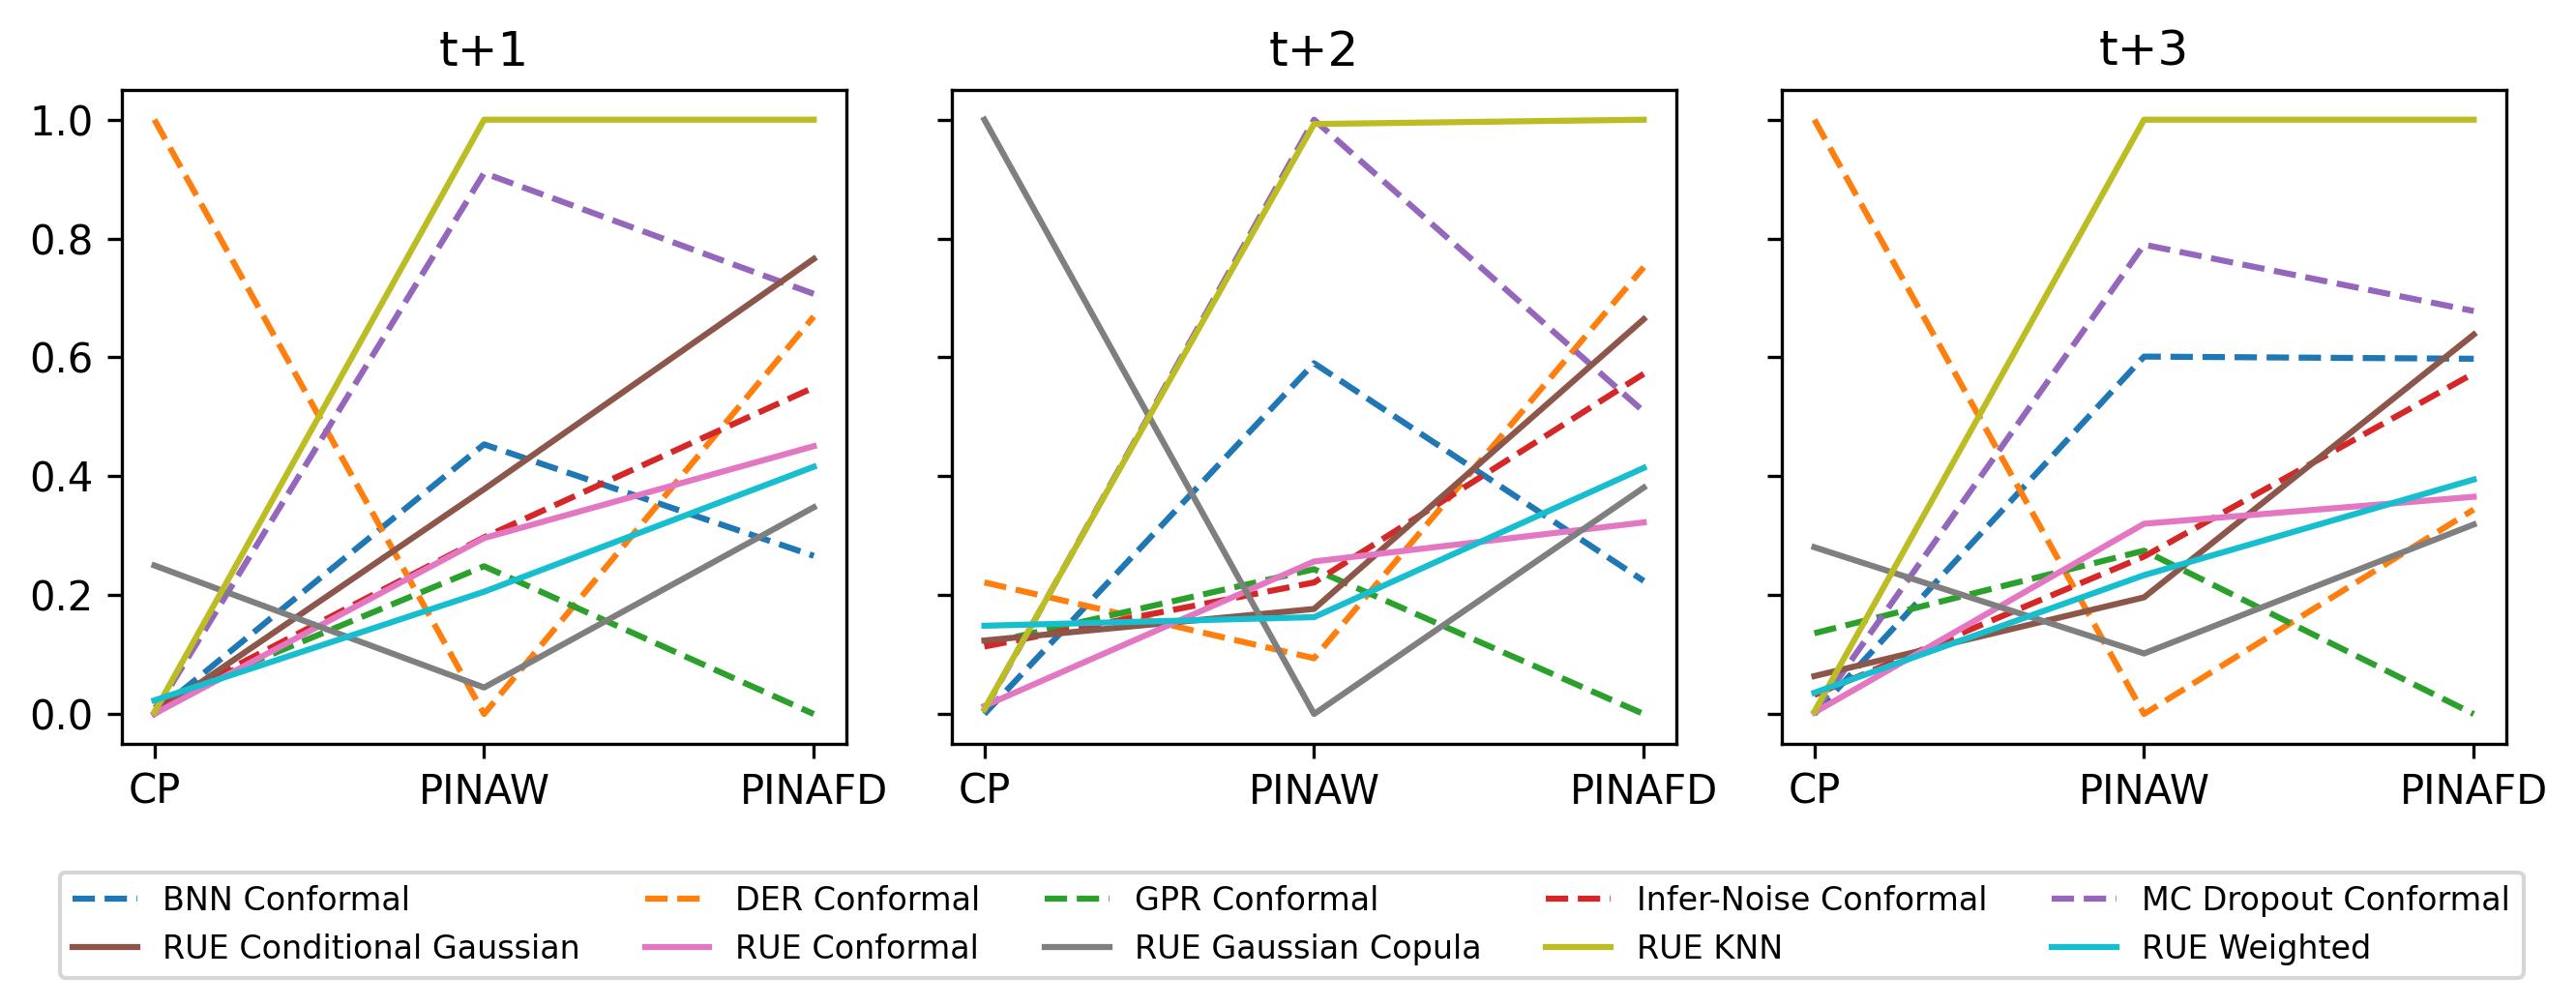 t+1 t+2 t+3
1.0
0.8
0.6
0.4
0.2
0.0
CP PINAW PINAFD CP PINAW PINAFD CP PINAW PINAFD
BNN Conformal DER Conformal GPR Conformal Infer-Noise Conformal MC Dropout Conformal
RUE Conditional Gaussian RUE Conformal RUE Gaussian Copula RUE KNN RUE Weighted